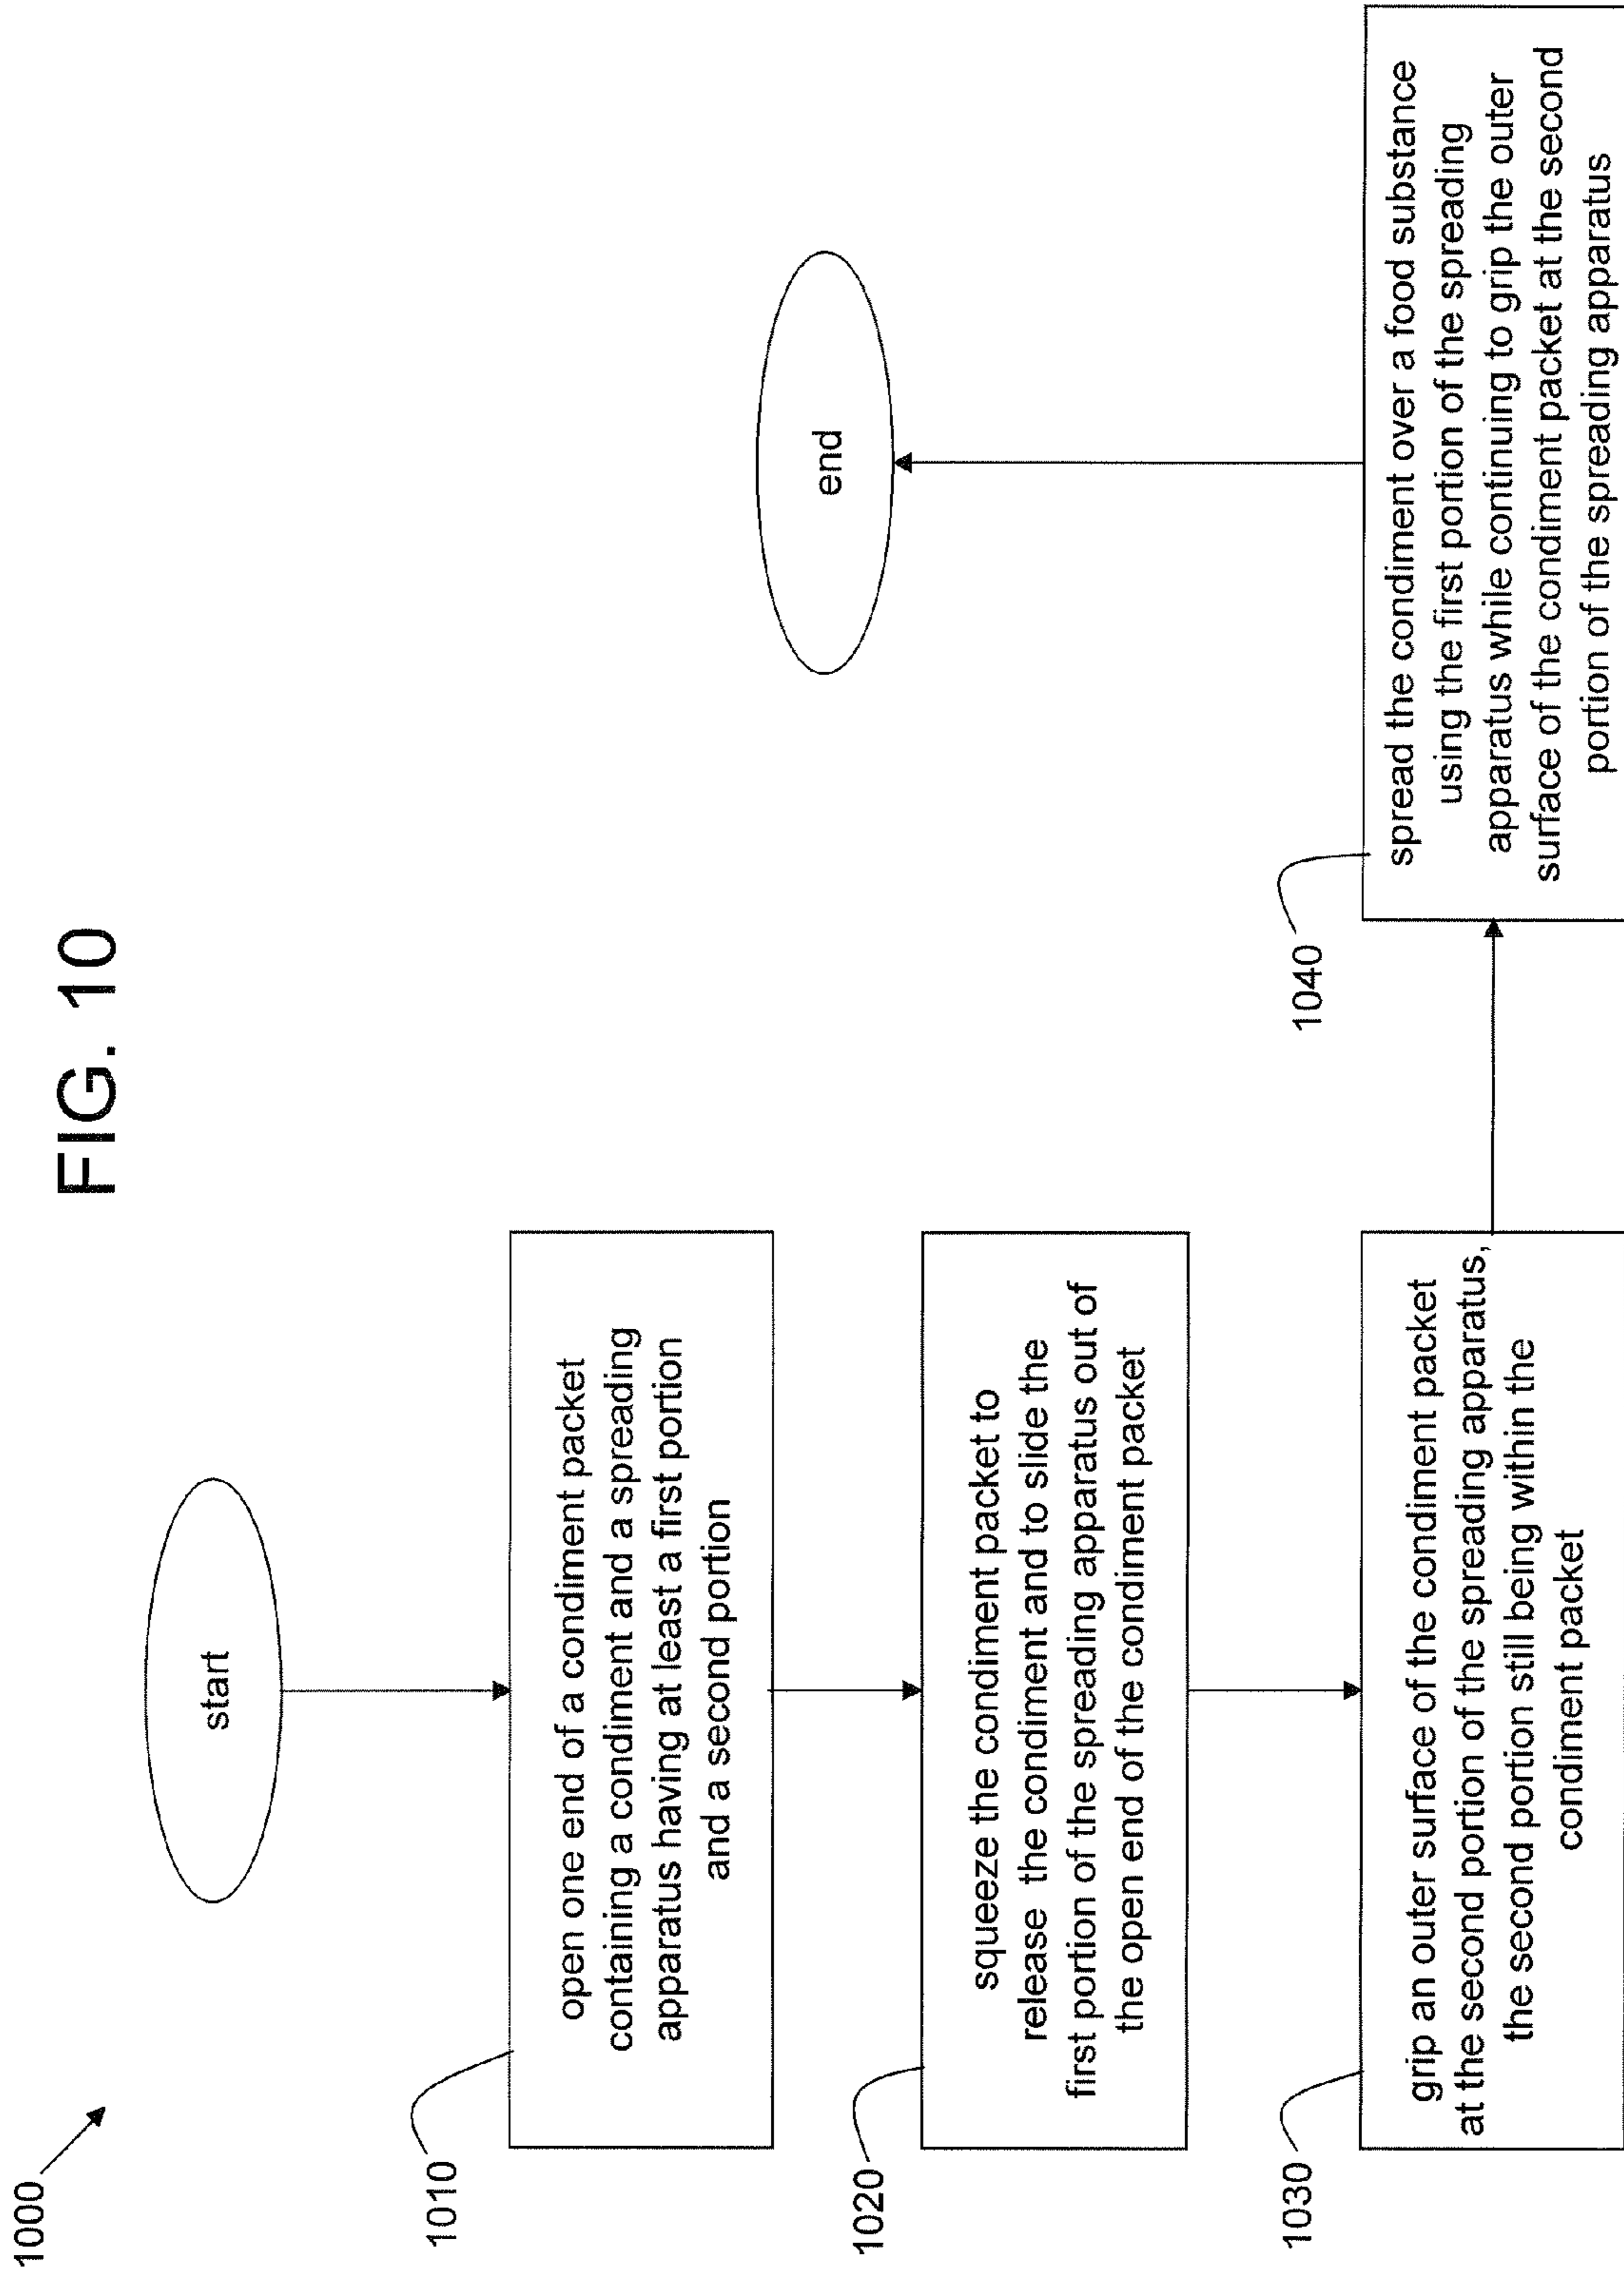 FIG. 10
1000
start
1010
open one end of a condiment packet
containing a condiment and a spreading
apparatus having at least a first portion
and a second portion
1020
squeeze the condiment packet to
release the condiment and to slide the
first portion of the spreading apparatus out of
the open end of the condiment packet
1030
grip an outer surface of the condiment packet
at the second portion of the spreading apparatus,
the second portion still being within the
condiment packet
1040
spread the condiment over a food substance
using the first portion of the spreading
apparatus while continuing to grip the outer
surface of the condiment packet at the second
portion of the spreading apparatus
end